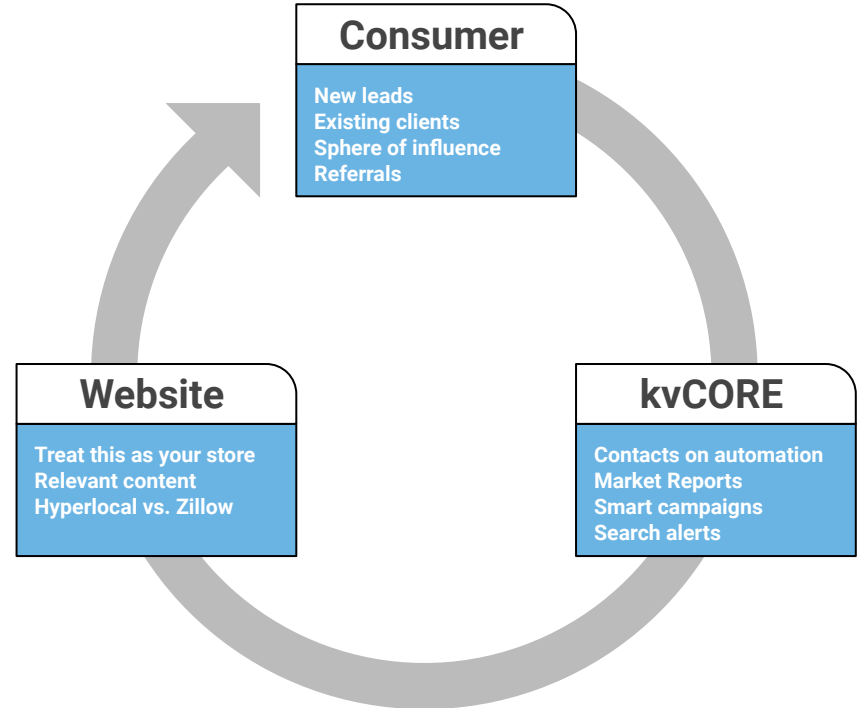 Consumer
New leads
Existing clients
Sphere of influence
Referrals
Website
Treat this as your store
Relevant content
Hyperlocal vs. Zillow
kvCORE
Contacts on automation
Market Reports
Smart campaigns
Search alerts